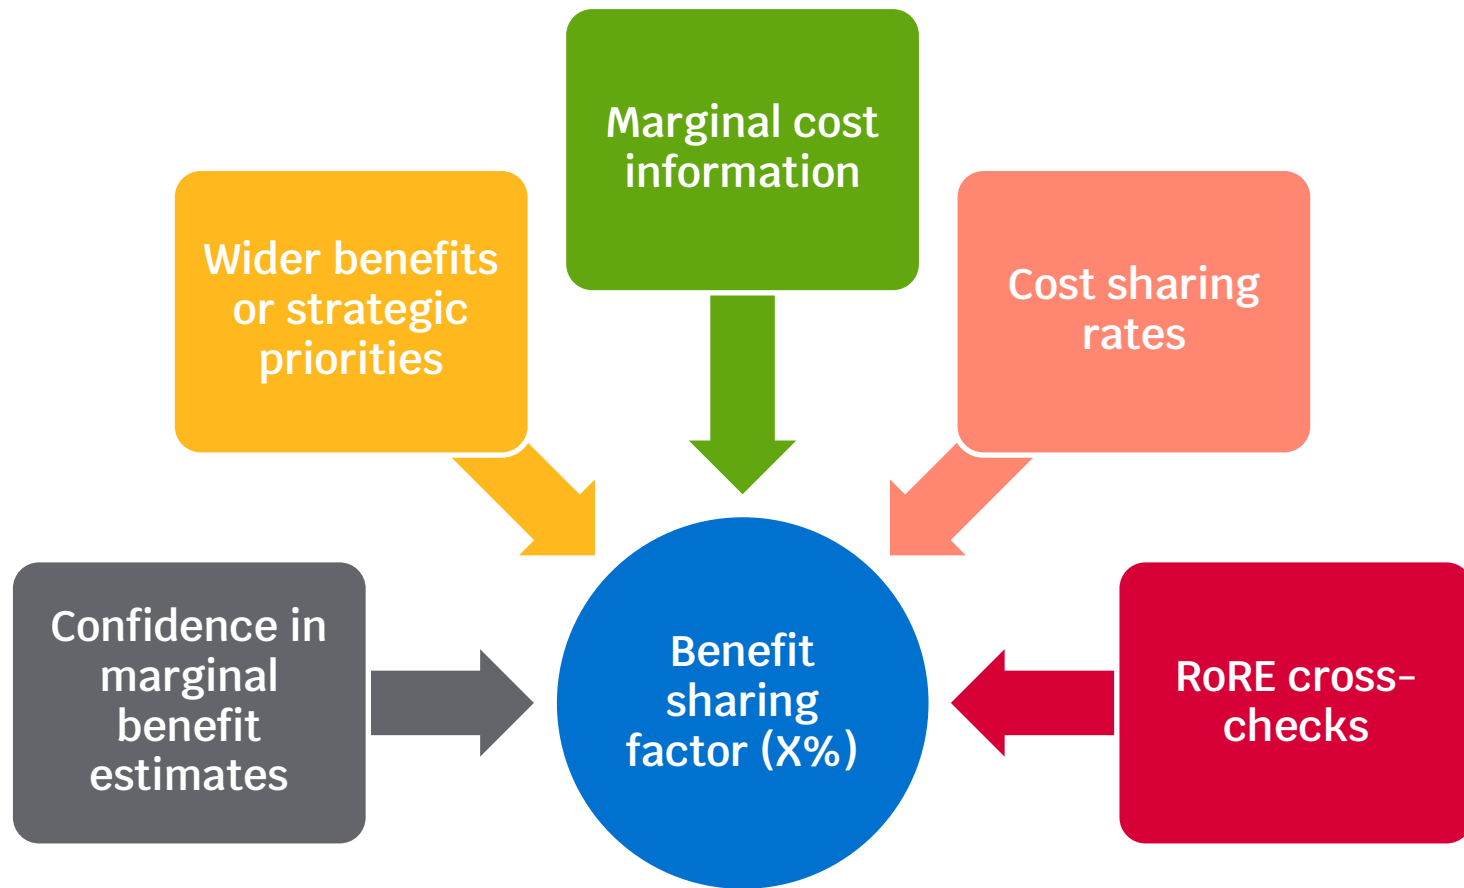 Marginal cost
information
Wider benefits
or strategic
priorities
Cost sharing
rates
Confidence in
marginal
benefit
estimates
Benefit
sharing
factor (X%)
RoRE cross-
checks